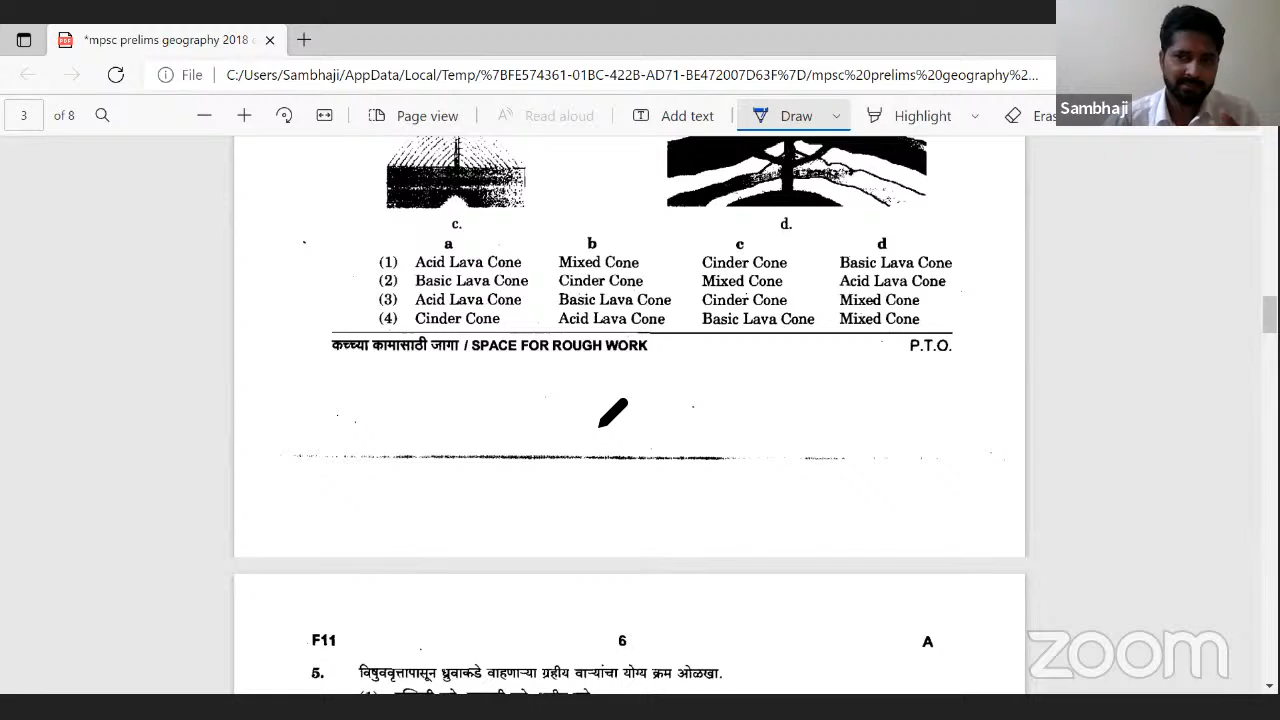 *mpsc prelims geography 2018
File
C:/Users/Sambhaji/AppData/Local/Temp/%7BFE574361-01BC-422B-AD71-BE472007D63F%7D/mpsc%20prelims%20geography%2...
3 of 8
Page view
Read aloud
Add text
Draw
Highlight
Sambhaji
c. d.
a b c d
(1) Acid Lava Cone Mixed Cone Cinder Cone Basic Lava Cone
(2) Basic Lava Cone Cinder Cone Mixed Cone Acid Lava Cone
(3) Acid Lava Cone Basic Lava Cone Cinder Cone Mixed Cone
(4) Cinder Cone Acid Lava Cone Basic Lava Cone Mixed Cone
कच्च्या कामासाठी जागा / SPACE FOR ROUGH WORK P.T.O.
F11 6 A
5. विषुववृत्तापासून ध्रुवाकडे वाहणाऱ्या ग्रहीय वाऱ्यांचा योग्य क्रम ओळखा.
zoom